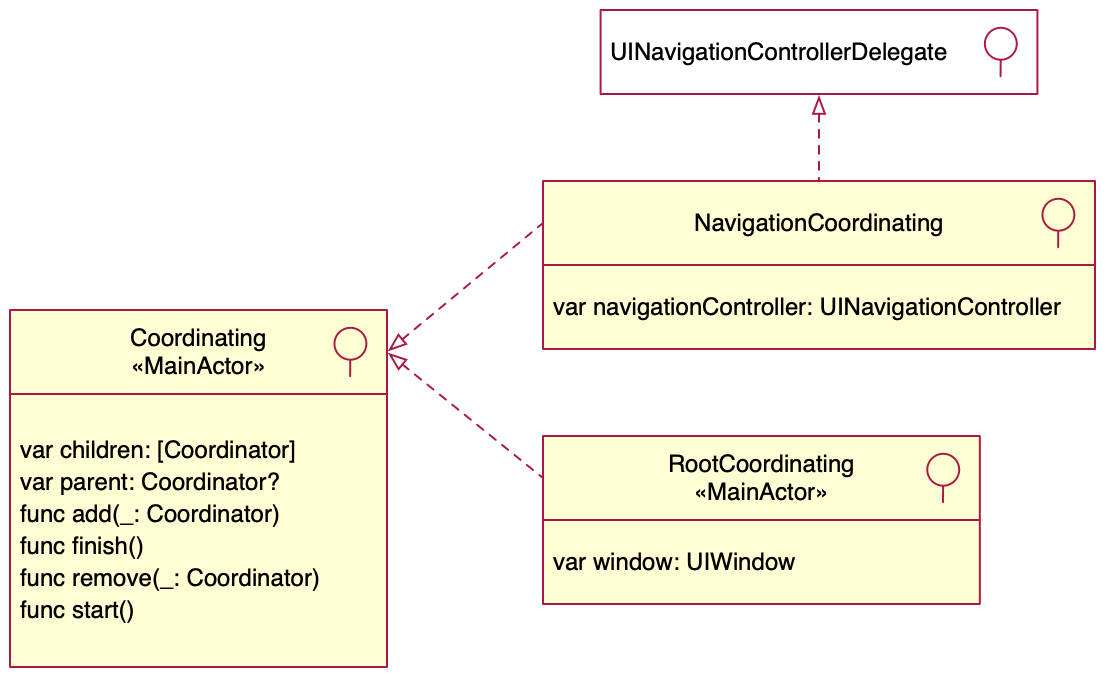 UINavigationControllerDelegate
NavigationCoordinating
var navigationController: UINavigationController
Coordinating
«MainActor»
var children: [Coordinator]
var parent: Coordinator?
func add(_: Coordinator)
func finish()
func remove(_: Coordinator)
func start()
RootCoordinating
«MainActor»
var window: UIWindow